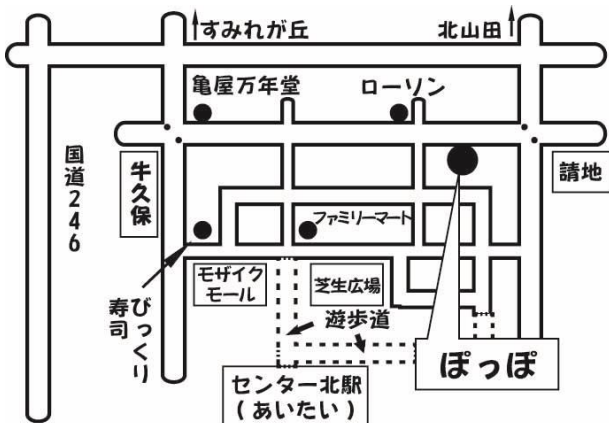 すみれが丘
北山田
亀屋万年堂
ローソン
国道246
牛久保
請地
ファミリーマート
モザイク
モール
芝生広場
びっくり
寿司
遊歩道
ぽっぽ
センター北駅
(あいたい)